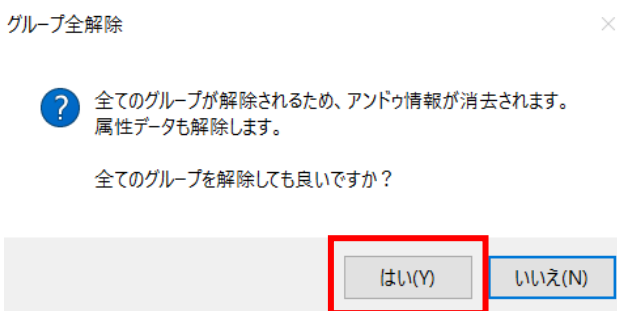 グループ全解除
全てのグループが解除されるため、アンドゥ情報が消去されます。
属性データも解除します。
全てのグループを解除しても良いですか？
はい(Y)
いいえ(N)